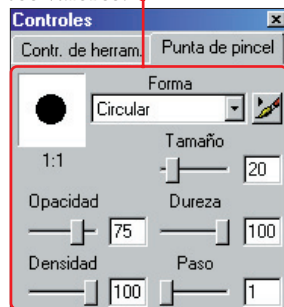 Controles
Contr. de herram. Punta de pincel
Forma
Circular
1:1
Tamaño
20
Opacidad Dureza
75 100
Densidad Paso
100 1